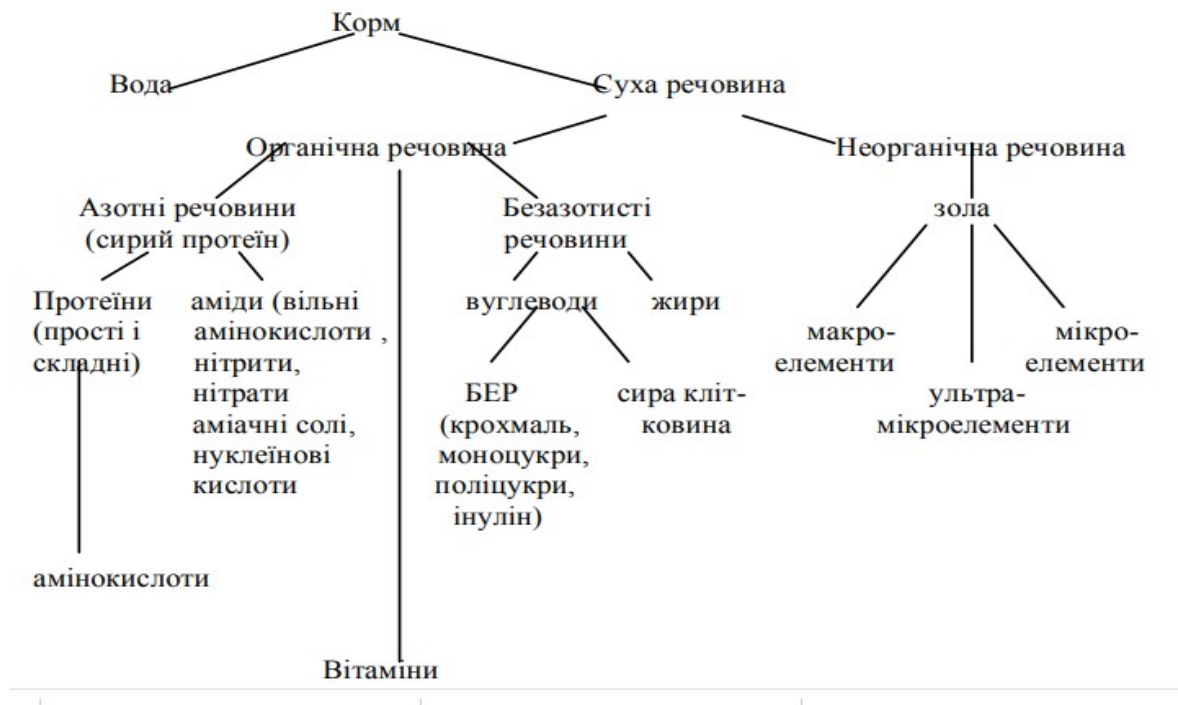 Корм
Вода
Суха речовина
Органічна речовина
Неорганічна речовина
Азотні речовини
(сирий протеїн)
Безазотисті
речовини
зола
Протеїни
(прості і
складні)
аміди (вільні
амінокислоти ,
нітрити,
нітрати
аміачні солі,
нуклеїнові
кислоти
вуглеводи
жири
макро-
елементи
мікро-
елементи
БЕР
(крохмаль,
моноцукри,
поліцукри,
інулін)
сира кліт-
ковина
ультра-
мікроелементи
амінокислоти
Вітаміни